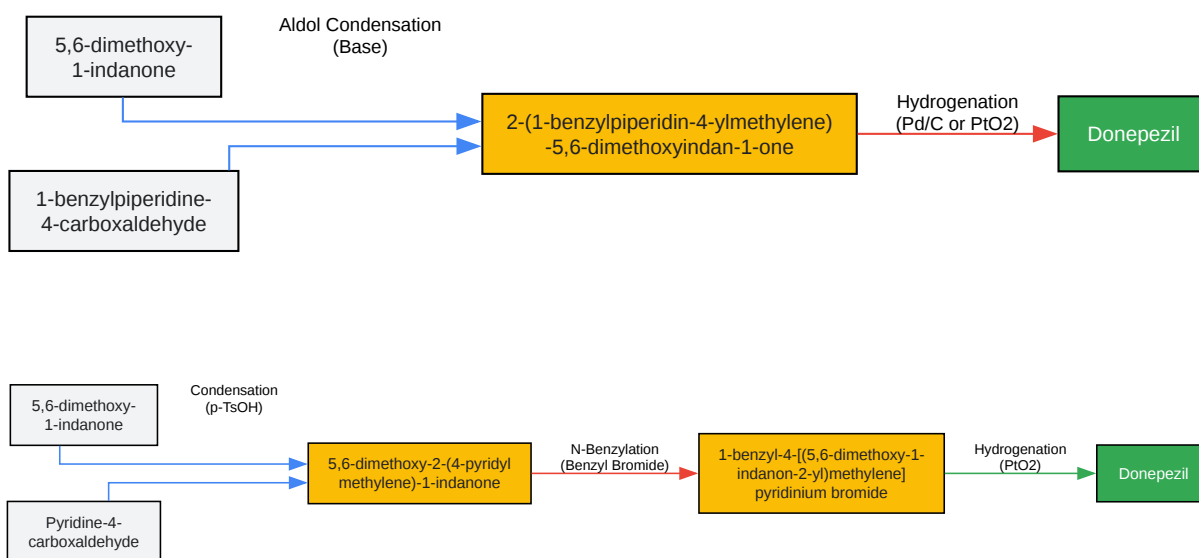 Aldol Condensation
(Base)
5,6-dimethoxy-
1-indanone
1-benzylpiperidine-
4-carboxaldehyde
2-(1-benzylpiperidin-4-ylmethylene)
-5,6-dimethoxyindan-1-one
Hydrogenation
(Pd/C or PtO2)
Donepezil
Condensation
(p-TsOH)
5,6-dimethoxy-
1-indanone
Pyridine-4-
carboxaldehyde
5,6-dimethoxy-2-(4-pyridyl
methylene)-1-indanone
N-Benzylation
(Benzyl Bromide)
1-benzyl-4-[(5,6-dimethoxy-1-
indanon-2-yl)methylene]
pyridinium bromide
Hydrogenation
(PtO2)
Donepezil